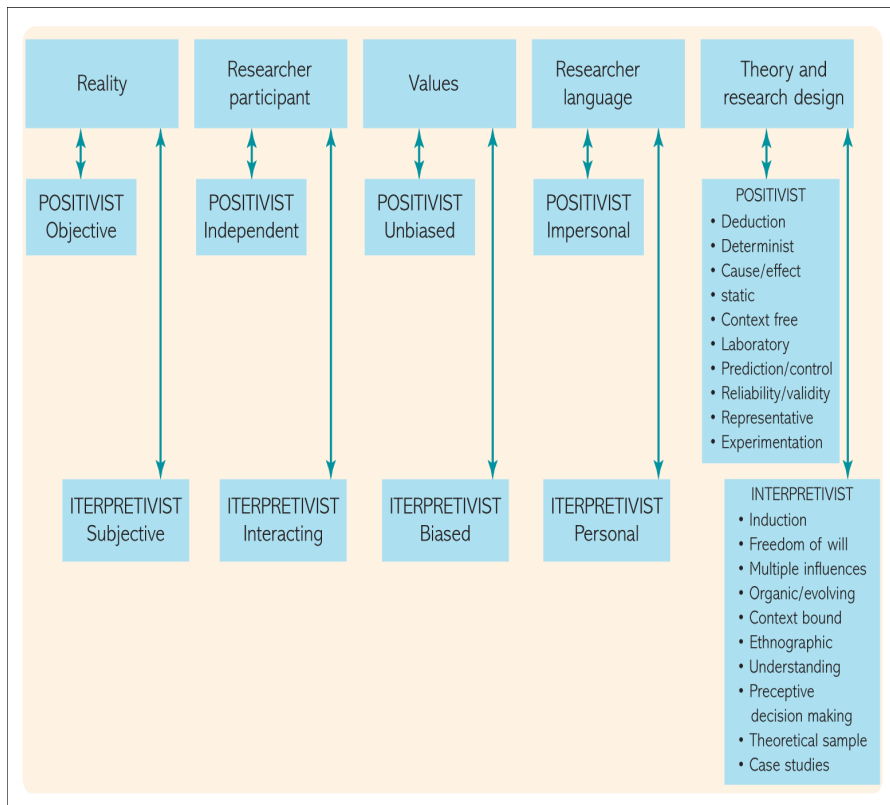 Reality
Researcher
participant
Values
Researcher
language
Theory and
research design
POSITIVIST
Objective
POSITIVIST
Independent
POSITIVIST
Unbiased
POSITIVIST
Impersonal
POSITIVIST
• Deduction
• Determinist
• Cause/effect
• static
• Context free
• Laboratory
• Prediction/control
• Reliability/validity
• Representative
• Experimentation
ITERPRETIVIST
Subjective
ITERPRETIVIST
Interacting
ITERPRETIVIST
Biased
ITERPRETIVIST
Personal
INTERPRETIVIST
• Induction
• Freedom of will
• Multiple influences
• Organic/evolving
• Context bound
• Ethnographic
• Understanding
• Preceptive
decision making
• Theoretical sample
• Case studies